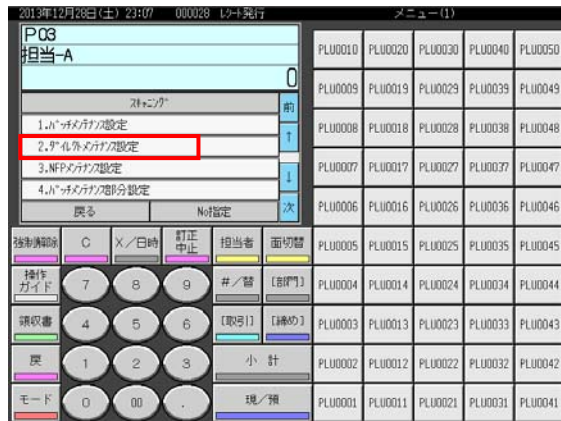 2013年12月28日(土) 23:07 000028 レシート発行 メニュー(1)
P03
担当-A
0
スキャニング
前
1.バッチメンテナンス設定
↑
2.ダイレクトメンテナンス設定
3.NFPメンテナンス設定
↓
4.バッチメンテナンス部分設定
戻る No指定 次
PLU0010 PLU0020 PLU0030 PLU0040 PLU0050
PLU0009 PLU0019 PLU0029 PLU0039 PLU0049
PLU0008 PLU0018 PLU0028 PLU0038 PLU0048
PLU0007 PLU0017 PLU0027 PLU0037 PLU0047
PLU0006 PLU0016 PLU0026 PLU0036 PLU0046
強制解除 C ×/日時 訂正中止 担当者 面切替 PLU0005 PLU0015 PLU0025 PLU0035 PLU0045
操作ガイド 7 8 9 #/替 [部門] PLU0004 PLU0014 PLU0024 PLU0034 PLU0044
領収書 4 5 6 [取引] [締め] PLU0003 PLU0013 PLU0023 PLU0033 PLU0043
戻 1 2 3 小 計 PLU0002 PLU0012 PLU0022 PLU0032 PLU0042
モード 0 00 . 現/預 PLU0001 PLU0011 PLU0021 PLU0031 PLU0041